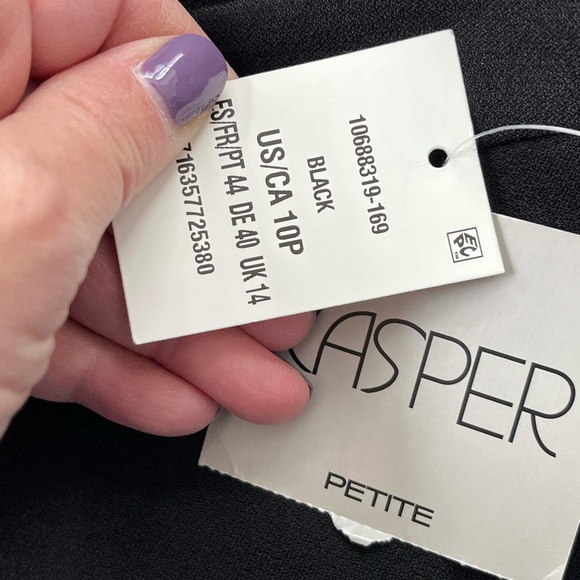 10688319-169
BLACK
US/CA 10P
ES/FR/PT 44 DE 40 UK 14
716357725380
KASPER
PETITE